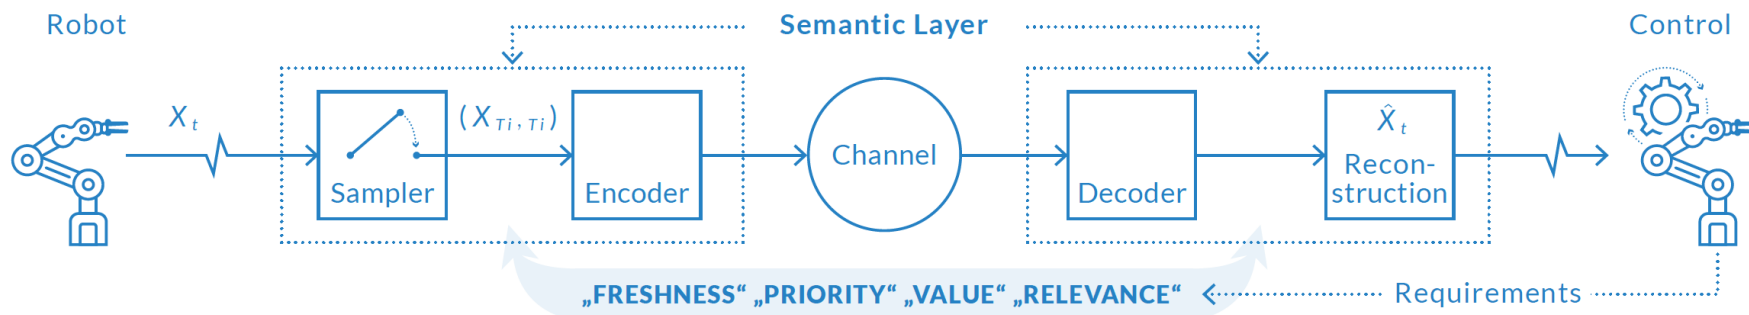 Robot
Semantic Layer
Control
X t
( X Ti , Ti )
X̂ t
Sampler
Encoder
Channel
Decoder
Recon-
struction
„FRESHNESS“ „PRIORITY“ „VALUE“ „RELEVANCE“
Requirements